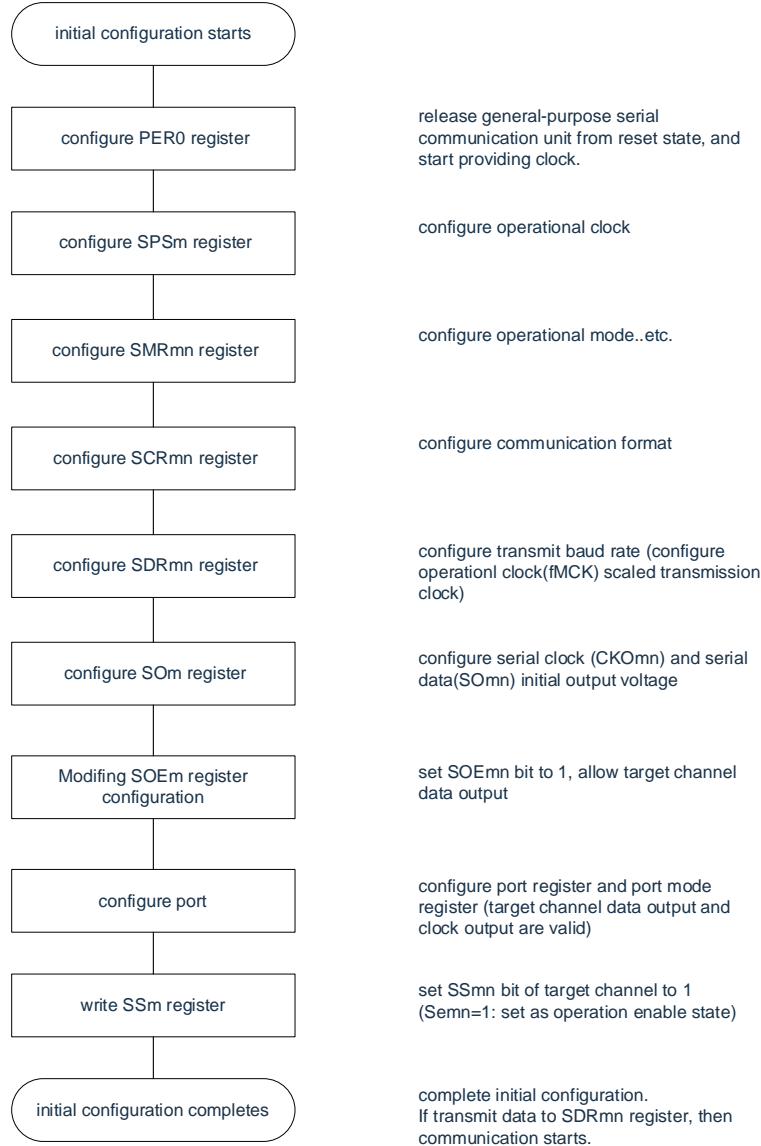 initial configuration starts
configure PER0 register
release general-purpose serial
communication unit from reset state, and
start providing clock.
configure SPSm register
configure operational clock
configure SMRmn register
configure operational mode..etc.
configure SCRmn register
configure communication format
configure SDRmn register
configure transmit baud rate (configure
operationl clock(fMCK) scaled transmission
clock)
configure SOm register
configure serial clock (CKOmn) and serial
data(SOmn) initial output voltage
Modifing SOEm register
configuration
set SOEmn bit to 1, allow target channel
data output
configure port
configure port register and port mode
register (target channel data output and
clock output are valid)
write SSm register
set SSmn bit of target channel to 1
(Semn=1: set as operation enable state)
initial configuration completes
complete initial configuration.
If transmit data to SDRmn register, then
communication starts.